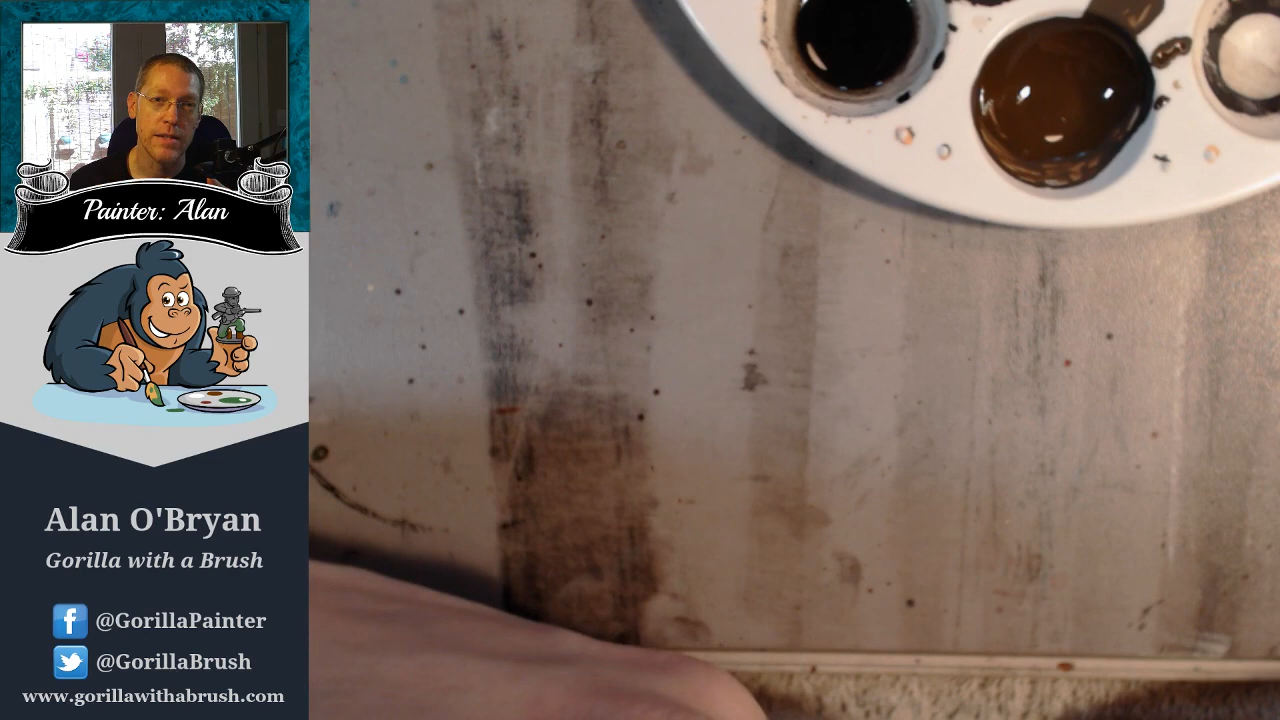 Painter: Alan
Alan O'Bryan
Gorilla with a Brush
@GorillaPainter
@GorillaBrush
www.gorillawithabrush.com